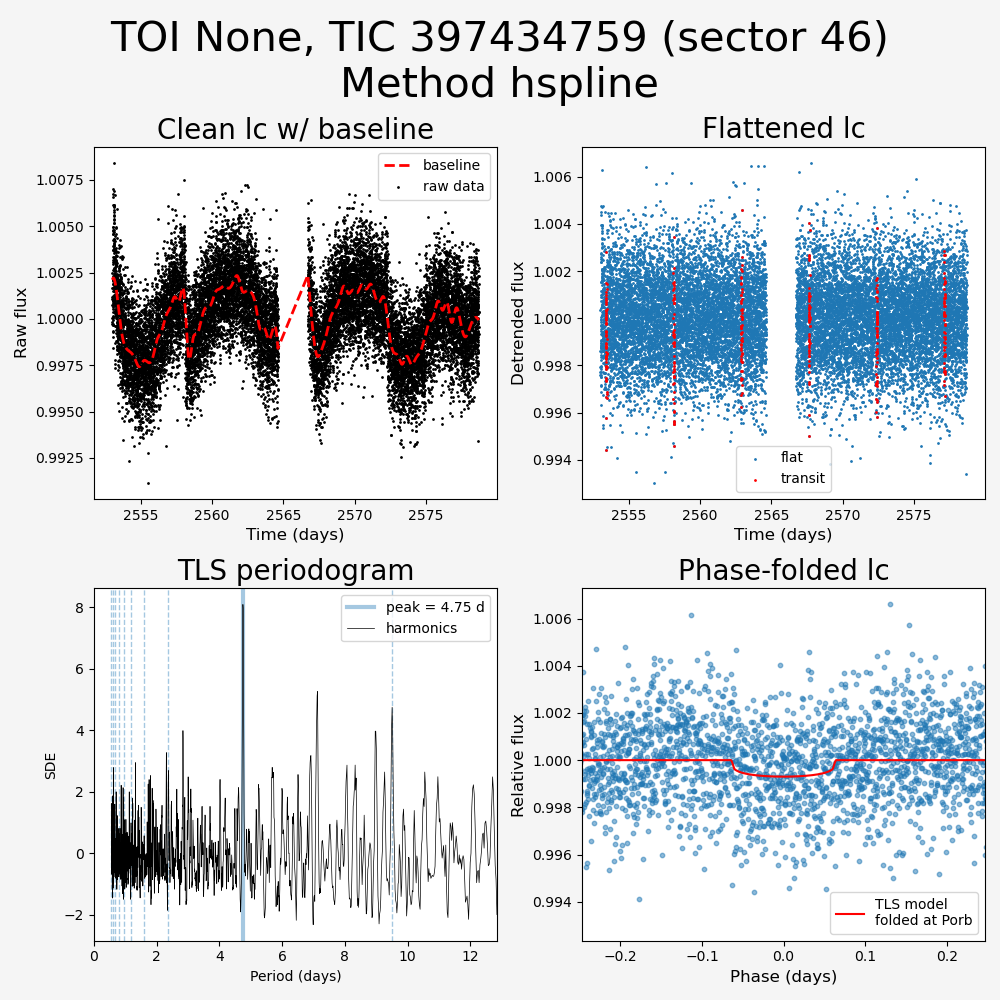 TOI None, TIC 397434759 (sector 46)
Method hspline
Clean lc w/ baseline
baseline
raw data
1.0075
1.0050
1.0025
1.0000
0.9975
0.9950
0.9925
Raw flux
2555
2560
2565
2570
2575
Time (days)
Flattened lc
1.006
1.004
1.002
1.000
0.998
0.996
0.994
Detrended flux
flat
transit
2555
2560
2565
2570
2575
Time (days)
TLS periodogram
peak = 4.75 d
harmonics
8
6
4
2
0
−2
SDE
0
2
4
6
8
10
12
Period (days)
Phase-folded lc
1.006
1.004
1.002
1.000
0.998
0.996
0.994
Relative flux
TLS model
folded at Porb
−0.2
−0.1
0.0
0.1
0.2
Phase (days)